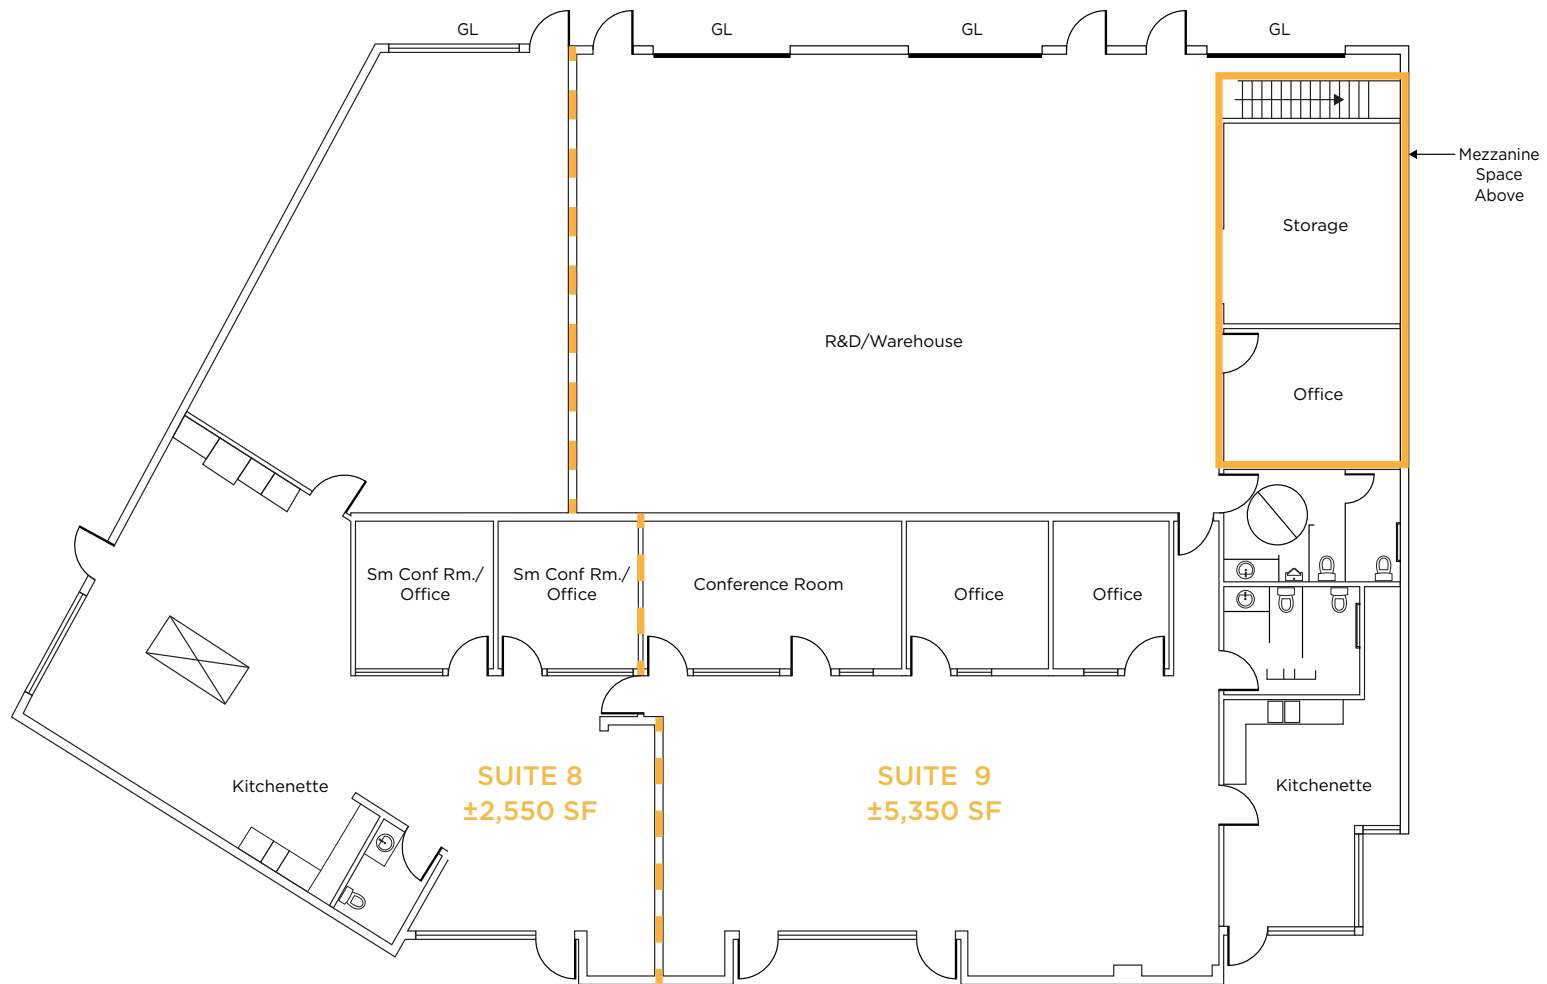 GL
GL
GL
GL
Mezzanine
Space
Above
Storage
R&D/Warehouse
Office
Sm Conf Rm./
Office
Sm Conf Rm./
Office
Conference Room
Office
Office
SUITE 8
±2,550 SF
SUITE 9
±5,350 SF
Kitchenette
Kitchenette